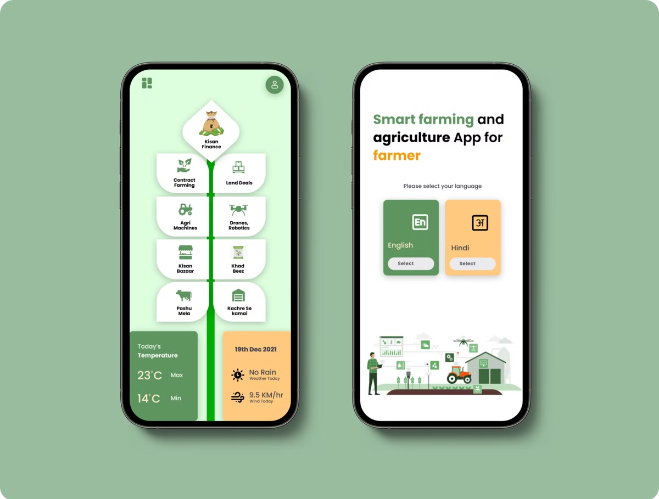 Kisan
Finance
Contract
Farming
Land Deals
Agri
Machines
Drones,
Robotics
Kisan
Bazaar
Khad
Beez
Pashu
Mela
Kachre Se
kamai
Today's
Temperature
23°C Max
14°C Min
19th Dec 2021
No Rain
Weather Today
9.5 KM/hr
Wind Today
Smart farming and
agriculture App for
farmer
Please select your language
En
English
Select
अ
Hindi
Select